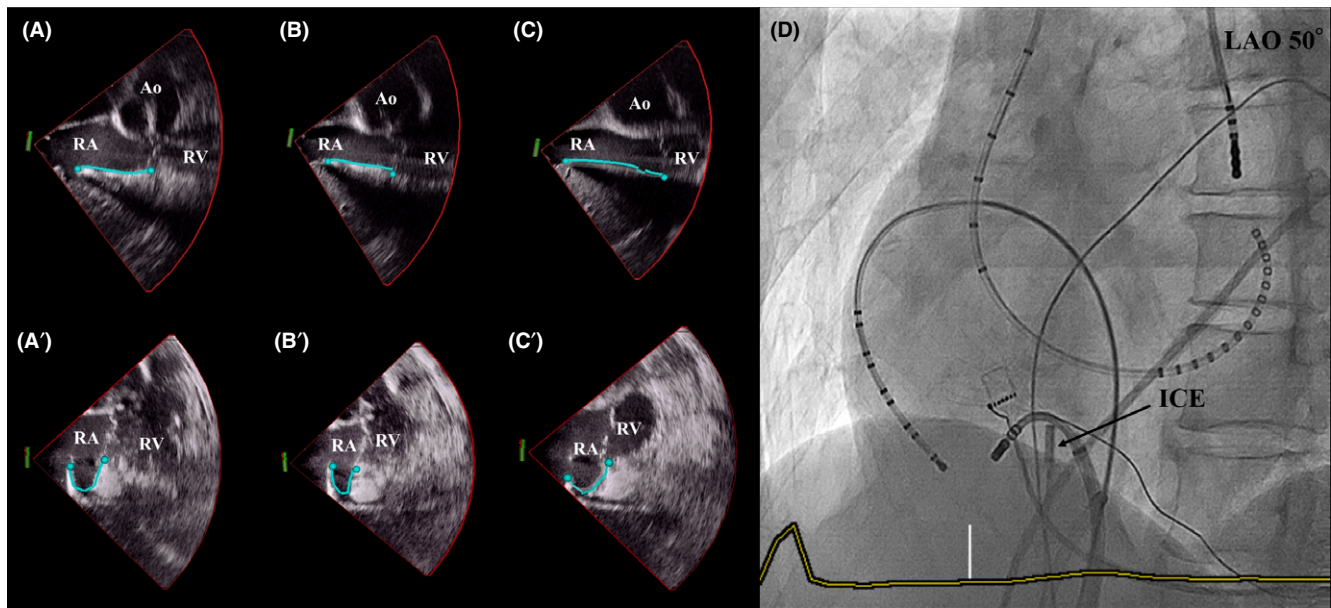 (A)
Ao
RA
RV
(B)
Ao
RA
RV
(C)
Ao
RA
RV
(D)
LAO 50°
ICE
(A′)
RA
RV
(B′)
RA
RV
(C′)
RV
RA